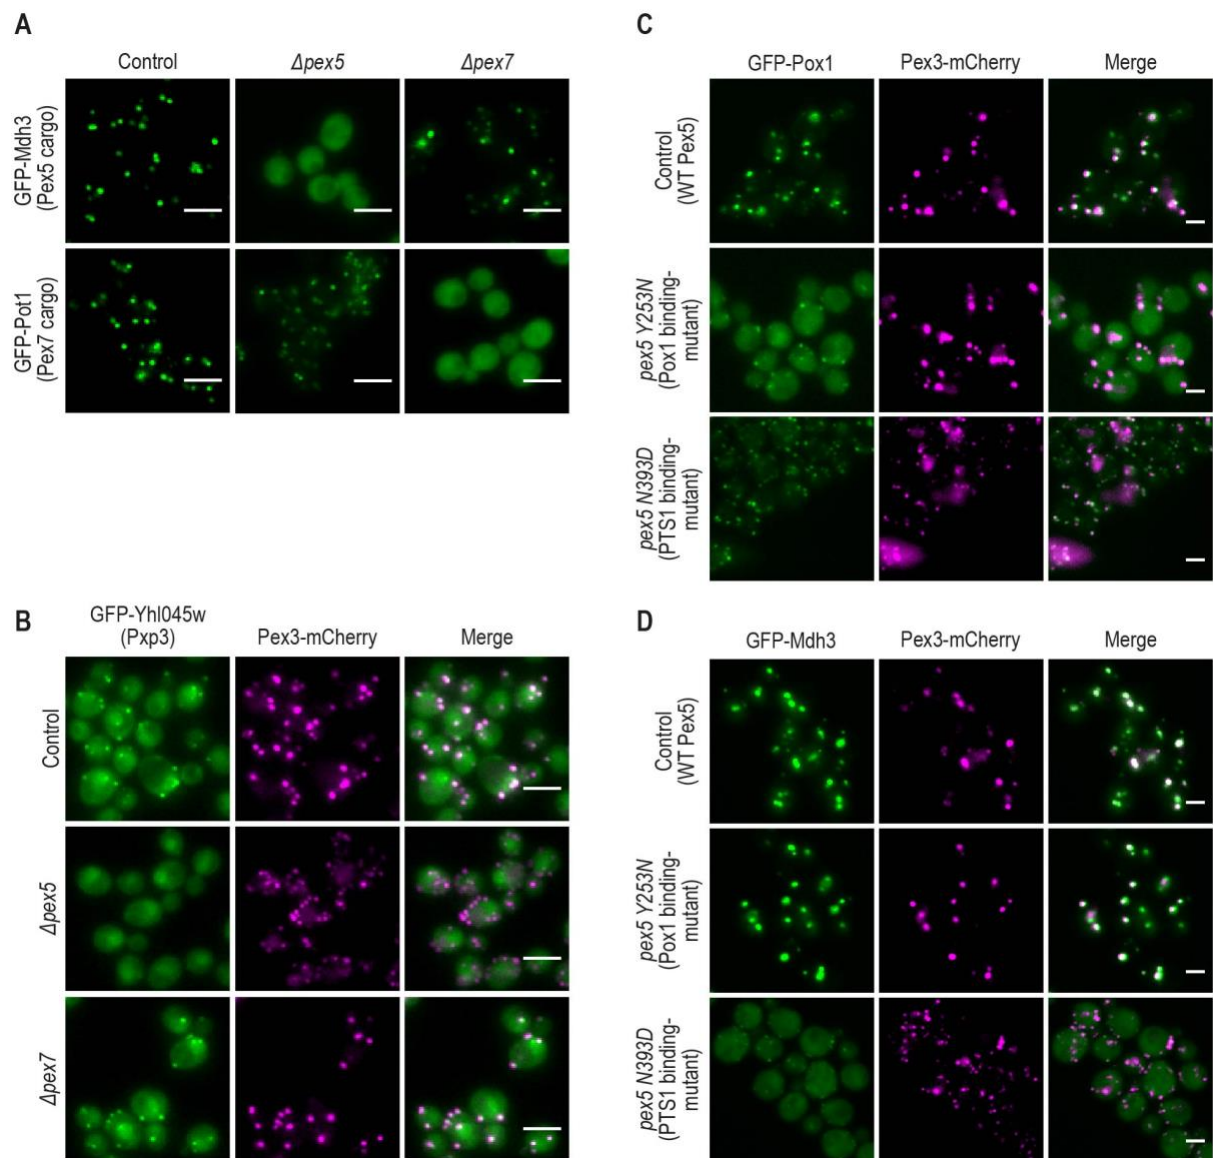 A
Control
Δpex5
Δpex7
GFP-Mdh3
(Pex5 cargo)
GFP-Pot1
(Pex7 cargo)
B
GFP-Yhl045w
(Pxp3)
Pex3-mCherry
Merge
Control
Δpex5
Δpex7
C
GFP-Pox1
Pex3-mCherry
Merge
Control
(WT Pex5)
pex5 Y253N
(Pox1 binding-
mutant)
pex5 N393D
(PTS1 binding-
mutant)
D
GFP-Mdh3
Pex3-mCherry
Merge
Control
(WT Pex5)
pex5 Y253N
(Pox1 binding-
mutant)
pex5 N393D
(PTS1 binding-
mutant)